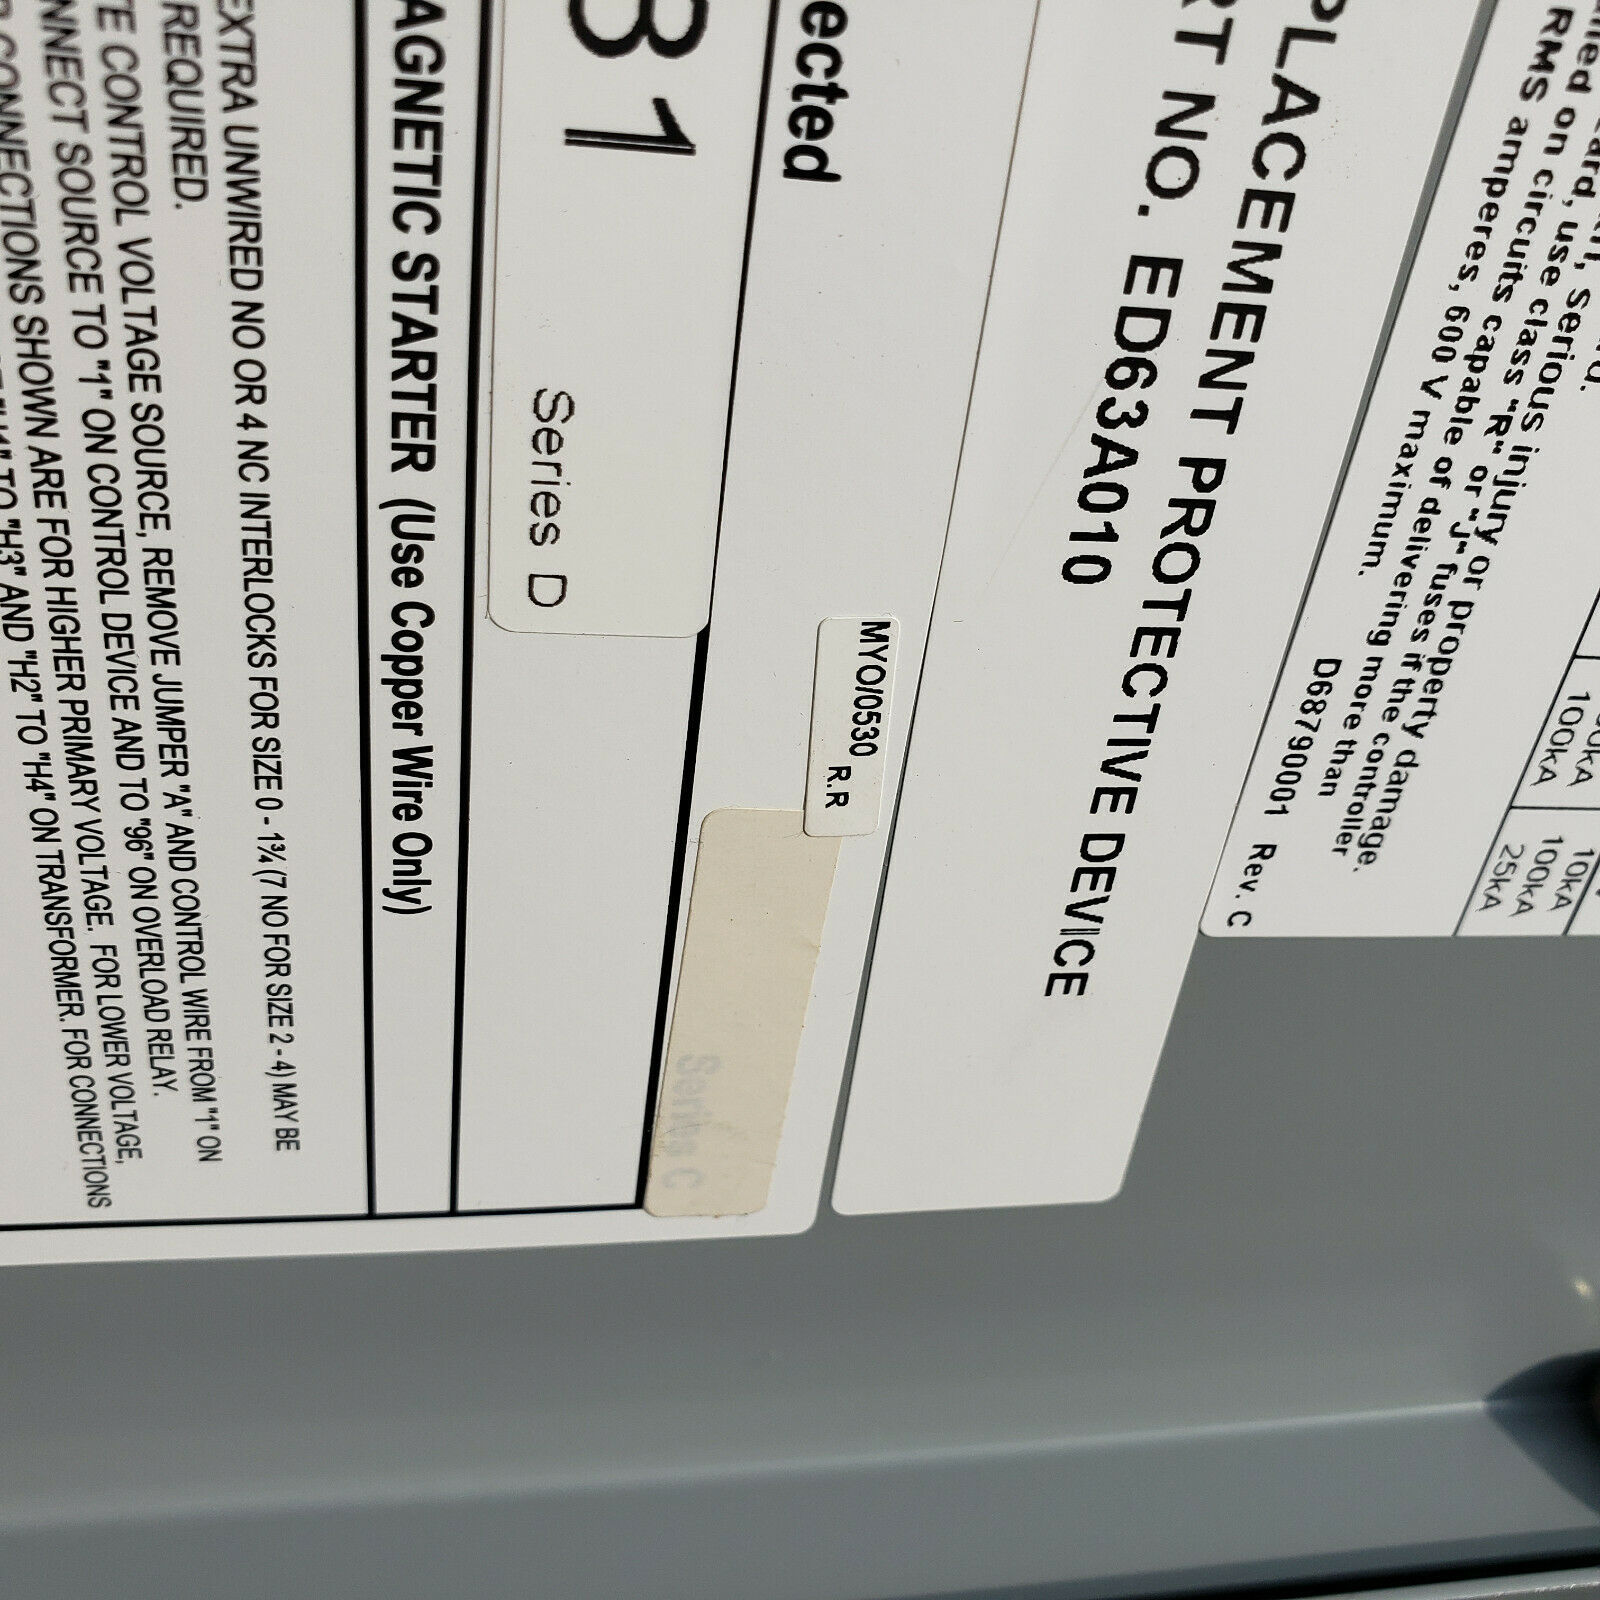 RMS amperes, 600 V maximum.
on circuits capable of delivering more than
use class "R" or "J" fuses if the controller
serious injury or property damage.
D68790001 Rev. C
100kA
10kA
100kA
25kA
PLACEMENT PROTECTIVE DEVICE
RT NO. ED63A010
ected
MYO/0530
R.R
Series C
31
Series D
AGNETIC STARTER (Use Copper Wire Only)
EXTRA UNWIRED NO OR 4 NC INTERLOCKS FOR SIZE 0 - 1¾ (7 NO FOR SIZE 2 - 4) MAY BE
REQUIRED.
TE CONTROL VOLTAGE SOURCE, REMOVE JUMPER "A" AND CONTROL WIRE FROM "1" ON
NNECT SOURCE TO "1" ON CONTROL DEVICE AND TO "96" ON OVERLOAD RELAY.
CONNECTIONS SHOWN ARE FOR HIGHER PRIMARY VOLTAGE. FOR LOWER VOLTAGE,
TO "H3" AND "H2" TO "H4" ON TRANSFORMER. FOR CONNECTIONS